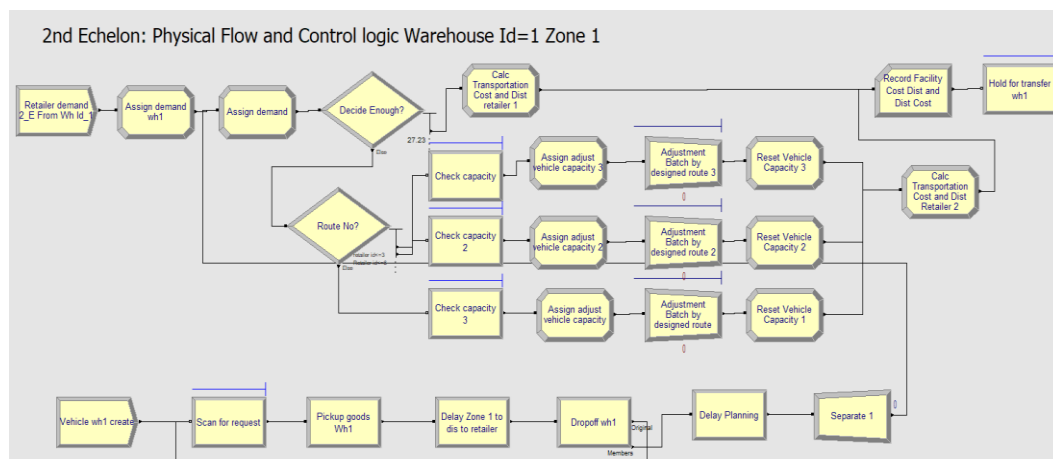 2nd Echelon: Physical Flow and Control logic Warehouse Id=1 Zone 1
Retailer demand
2_E From Wh Id_1
Assign demand
wh1
Assign demand
Decide Enough?
27.23
Else
Calc
Transportation
Cost and Dist
retailer 1
Record Facility
Cost Dist and
Dist Cost
Hold for transfer
wh1
Check capacity
Assign adjust
vehicle capacity 3
Adjustment
Batch by
designed route 3
0
Reset Vehicle
Capacity 3
Calc
Transportation
Cost and Dist
Retailer 2
Route No?
Retailer id<=3
Retailer id<=6
Else
Check capacity
2
Assign adjust
vehicle capacity 2
Adjustment
Batch by
designed route 2
0
Reset Vehicle
Capacity 2
Check capacity
3
Assign adjust
vehicle capacity
Adjustment
Batch by
designed route
0
Reset Vehicle
Capacity 1
Vehicle wh1 create
Scan for request
Pickup goods
Wh1
Delay Zone 1 to
dis to retailer
Dropoff wh1
Original
Members
Delay Planning
Separate 1
0